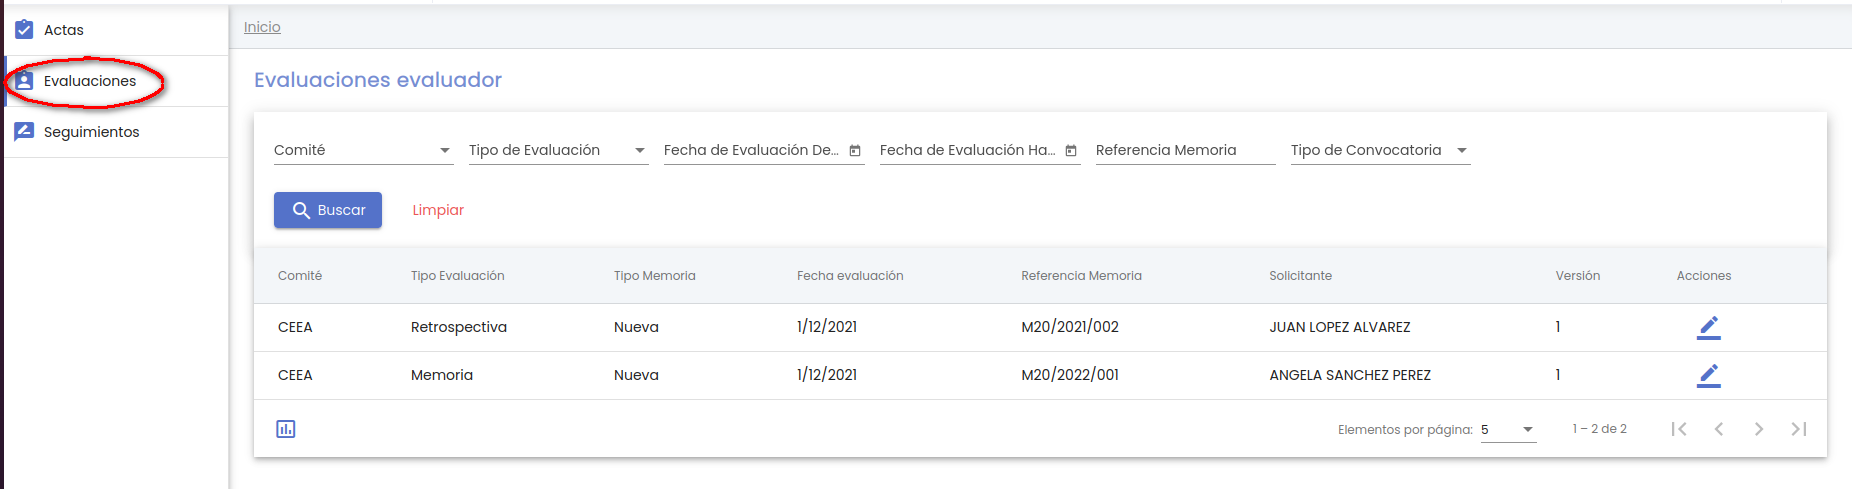 Actas
Evaluaciones
Seguimientos
Inicio
Evaluaciones evaluador
Comité Tipo de Evaluación Fecha de Evaluación De... Fecha de Evaluación Ha... Referencia Memoria Tipo de Convocatoria
Buscar Limpiar
Comité Tipo Evaluación Tipo Memoria Fecha evaluación Referencia Memoria Solicitante Versión Acciones
CEEA Retrospectiva Nueva 1/12/2021 M20/2021/002 JUAN LOPEZ ALVAREZ 1
CEEA Memoria Nueva 1/12/2021 M20/2022/001 ANGELA SANCHEZ PEREZ 1
Elementos por página: 5 1 – 2 de 2